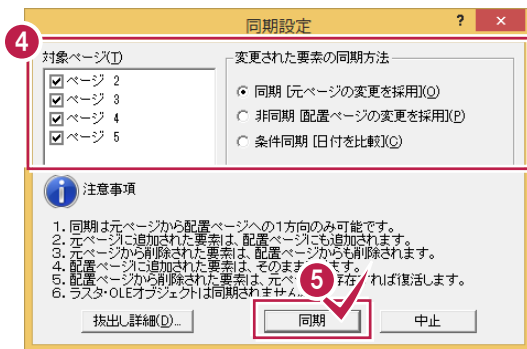 同期設定
? ×
4
対象ページ(T)
ページ 2
ページ 3
ページ 4
ページ 5
変更された要素の同期方法
同期 [元ページの変更を採用](O)
非同期 [配置ページの変更を採用](P)
条件同期 [日付を比較](C)
注意事項
1. 同期は元ページから配置ページへの1方向のみ可能です。
2. 元ページに追加された要素は、配置ページにも追加されます。
3. 元ページから削除された要素は、配置ページからも削除されます。
4. 配置ページに追加された要素は、そのまま
ます。
5. 配置ページから削除された要素は、元ペー
存在
れば復活します。
6. ラスタ・OLEオブジェクトは同期されません
5
抜出し詳細(D)...
同期
中止